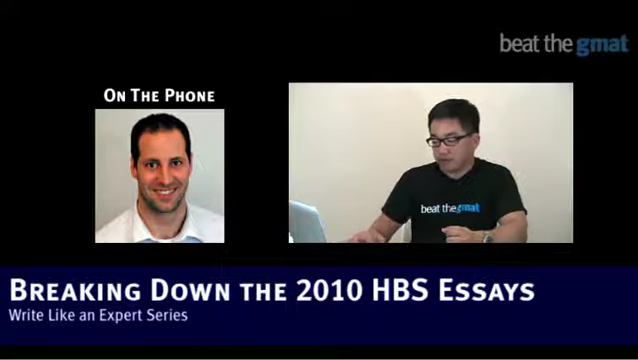 beat the gmat
On The Phone
beat the gmat
Breaking Down the 2010 HBS Essays
Write Like an Expert Series